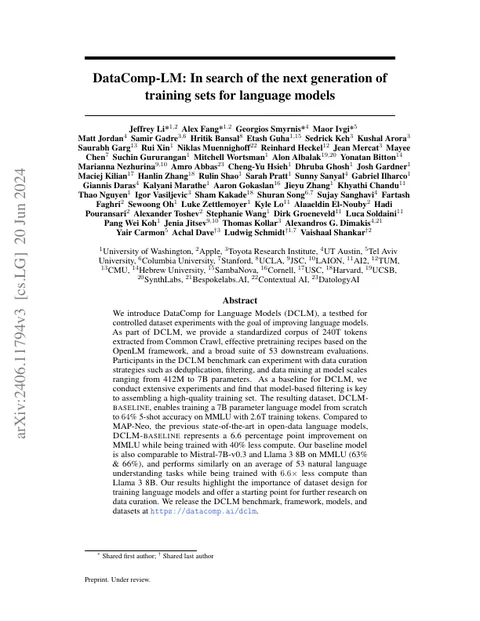 DataComp-LM: In search of the next generation of
training sets for language models
Jeffrey Li*1,2 Alex Fang*1,2 Georgios Smyrnis*4 Maor Ivgi*5
Matt Jordan4 Samir Gadre3,6 Hritik Bansal8 Etash Guha1,15 Sedrick Keh3 Kushal Arora3
Saurabh Garg13 Rui Xin1 Niklas Muennighoff22 Reinhard Heckel12 Jean Mercat3 Mayee
Chen7 Suchin Gururangan1 Mitchell Wortsman1 Alon Albalak19,20 Yonatan Bitton14
Marianna Nezhurina9,10 Amro Abbas23 Cheng-Yu Hsieh1 Dhruba Ghosh1 Josh Gardner1
Maciej Kilian17 Hanlin Zhang18 Rulin Shao1 Sarah Pratt1 Sunny Sanyal4 Gabriel Ilharco1
Giannis Daras4 Kalyani Marathe1 Aaron Gokaslan16 Jieyu Zhang1 Khyathi Chandu11
Thao Nguyen1 Igor Vasiljevic3 Sham Kakade18 Shuran Song6,7 Sujay Sanghavi4 Fartash
Faghri2 Sewoong Oh1 Luke Zettlemoyer1 Kyle Lo11 Alaaeldin El-Nouby2 Hadi
Pouransari2 Alexander Toshev2 Stephanie Wang1 Dirk Groeneveld11 Luca Soldaini11
Pang Wei Koh1 Jenia Jitsev9,10 Thomas Kollar3 Alexandros G. Dimakis4,21
Yair Carmon5 Achal Dave†3 Ludwig Schmidt†1,7 Vaishaal Shankar†2
1University of Washington, 2Apple, 3Toyota Research Institute, 4UT Austin, 5Tel Aviv
University, 6Columbia University, 7Stanford, 8UCLA, 9JSC, 10LAION, 11AI2, 12TUM,
13CMU, 14Hebrew University, 15SambaNova, 16Cornell, 17USC, 18Harvard, 19UCSB,
20SynthLabs, 21Bespokelabs.AI, 22Contextual AI, 23DatologyAI
Abstract
We introduce DataComp for Language Models (DCLM), a testbed for
controlled dataset experiments with the goal of improving language models.
As part of DCLM, we provide a standardized corpus of 240T tokens
extracted from Common Crawl, effective pretraining recipes based on the
OpenLM framework, and a broad suite of 53 downstream evaluations.
Participants in the DCLM benchmark can experiment with data curation
strategies such as deduplication, filtering, and data mixing at model scales
ranging from 412M to 7B parameters. As a baseline for DCLM, we
conduct extensive experiments and find that model-based filtering is key
to assembling a high-quality training set. The resulting dataset, DCLM-
BASELINE, enables training a 7B parameter language model from scratch
to 64% 5-shot accuracy on MMLU with 2.6T training tokens. Compared to
MAP-Neo, the previous state-of-the-art in open-data language models,
DCLM-BASELINE represents a 6.6 percentage point improvement on
MMLU while being trained with 40% less compute. Our baseline model
is also comparable to Mistral-7B-v0.3 and Llama 3 8B on MMLU (63%
& 66%), and performs similarly on an average of 53 natural language
understanding tasks while being trained with 6.6× less compute than
Llama 3 8B. Our results highlight the importance of dataset design for
training language models and offer a starting point for further research on
data curation. We release the DCLM benchmark, framework, models, and
datasets at https://datacomp.ai/dclm.
* Shared first author; † Shared last author
Preprint. Under review.
arXiv:2406.11794v3 [cs.LG] 20 Jun 2024